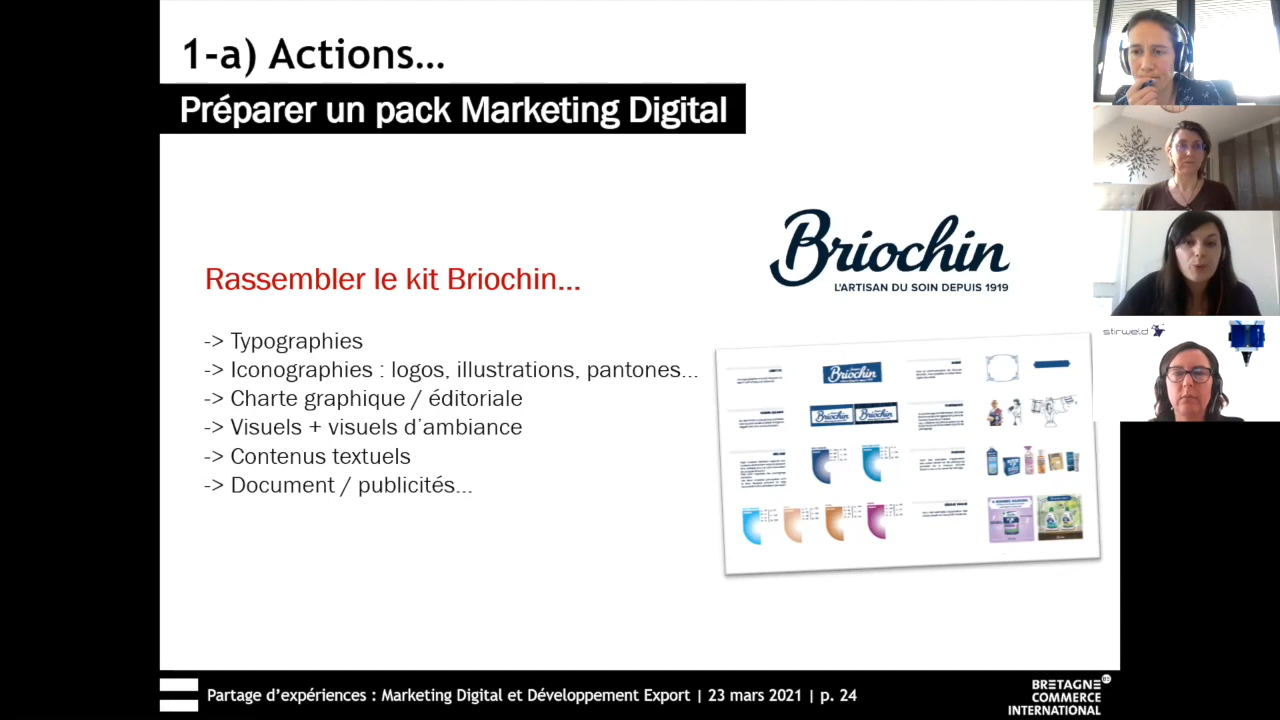 1-a) Actions...
Préparer un pack Marketing Digital
Briochin
L'ARTISAN DU SOIN DEPUIS 1919
Rassembler le kit Briochin...
-> Typographies
-> Iconographies : logos, illustrations, pantones...
-> Charte graphique / éditoriale
-> Visuels + visuels d'ambiance
-> Contenus textuels
-> Document / publicités...
stirweld
Briochin
Briochin Briochin
Partage d'expériences : Marketing Digital et Développement Export | 23 mars 2021 | p. 24
BRETAGNE
COMMERCE
INTERNATIONAL